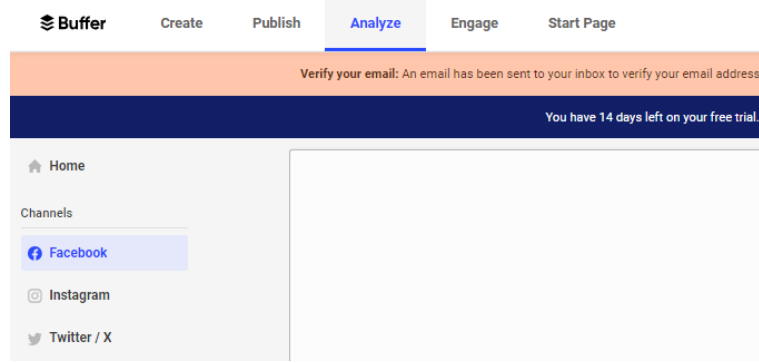 Buffer Create Publish Analyze Engage Start Page
Verify your email: An email has been sent to your inbox to verify your email address
You have 14 days left on your free trial.
Home
Channels
Facebook
Instagram
Twitter / X